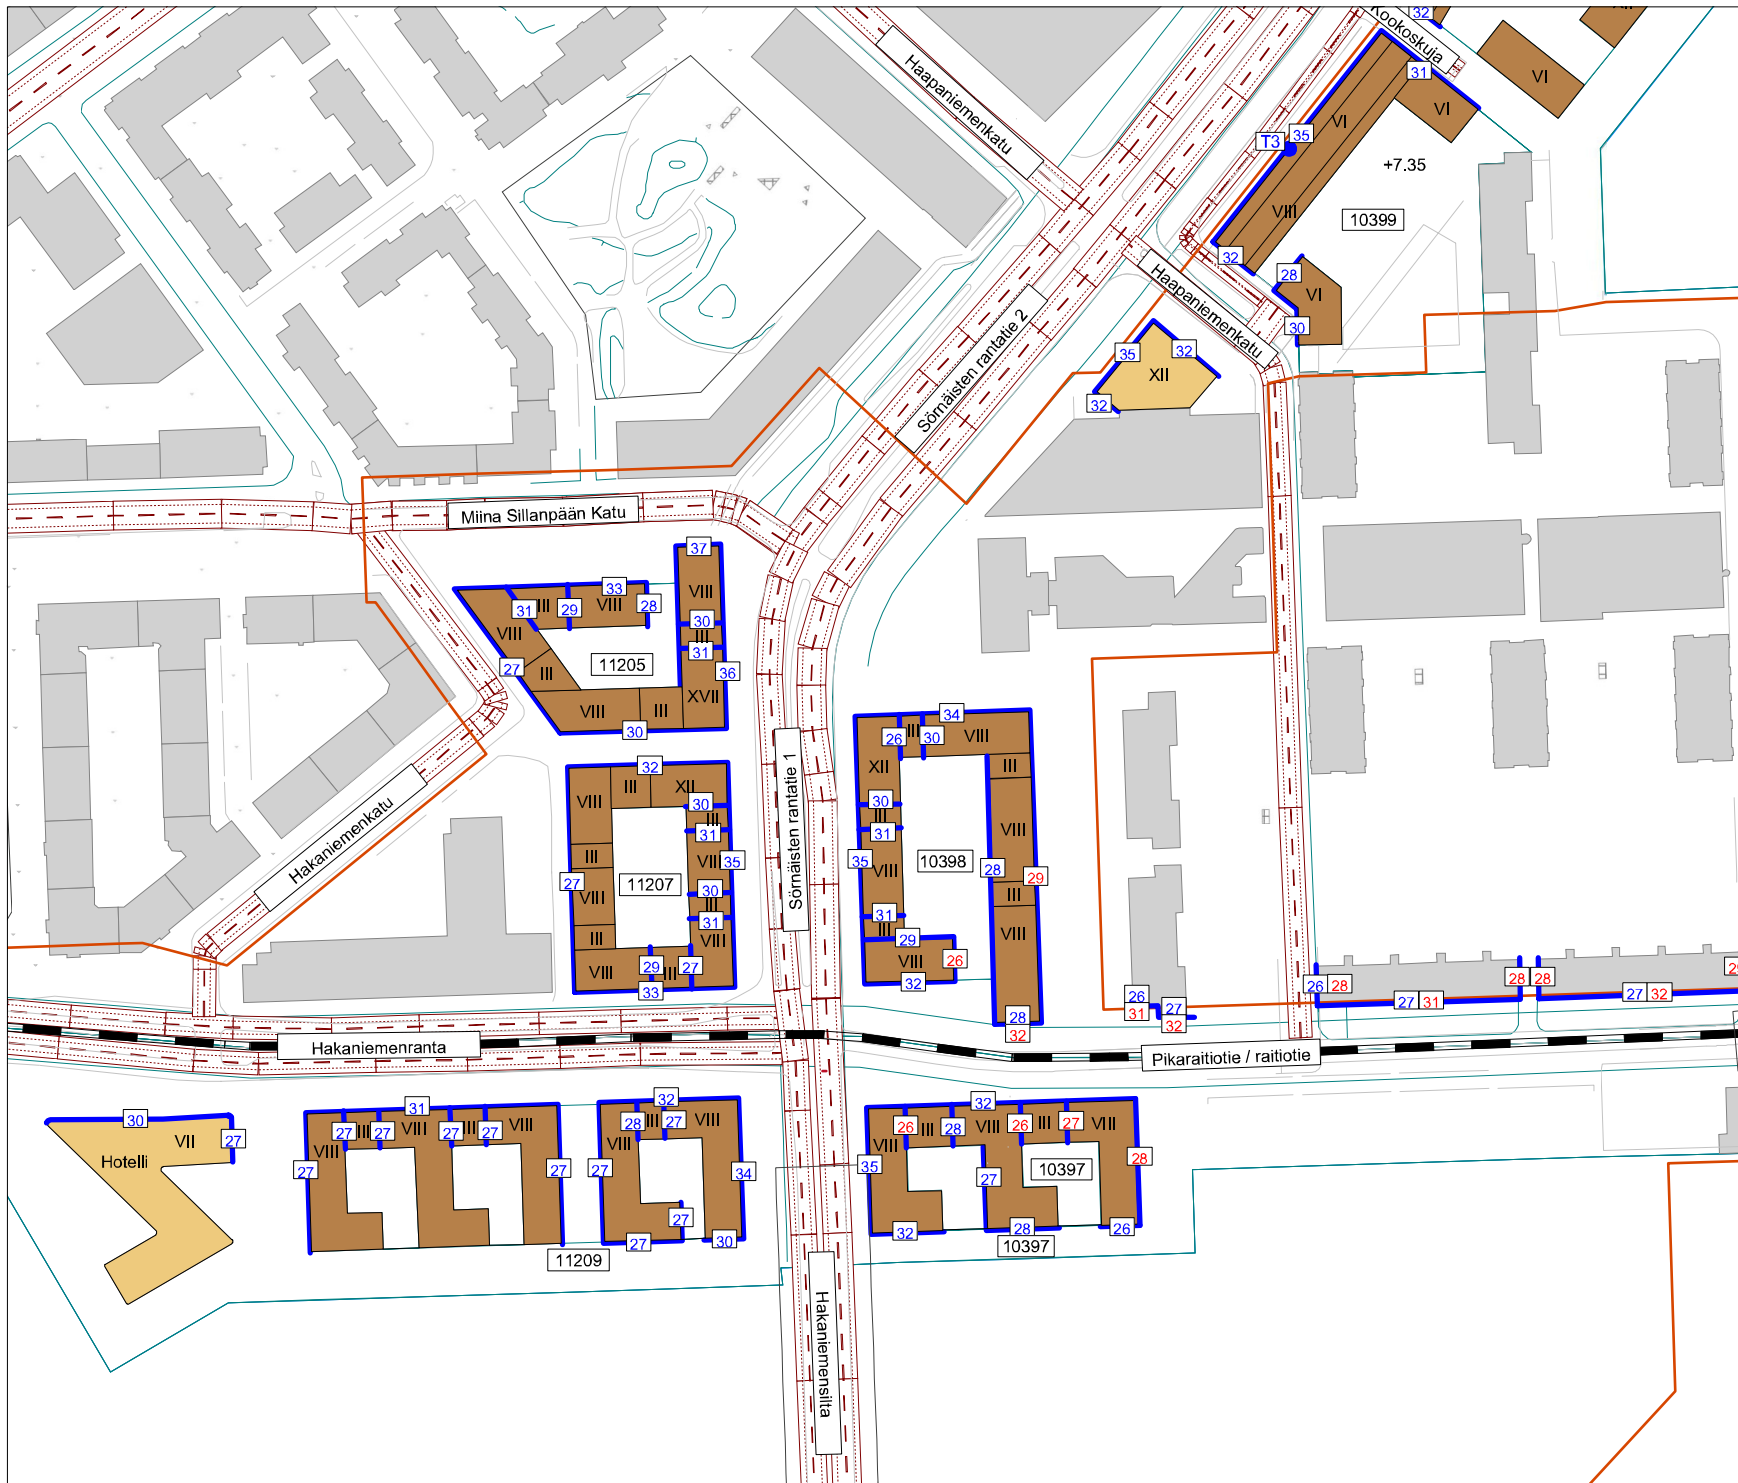 32
XII
Kookoskuja
31
VI
VI
Haapaniemenkatu
VI
35
T3
+7.35
VIII
10399
32
28
VI
30
Haapaniemenkatu
Sörnäisten rantatie 2
35
32
XII
32
Miina Sillanpään Katu
37
33
VIII
31
III
29
VIII
28
30
III
31
VIII
27
III
11205
36
XVII
VIII
III
30
32
VIII
III
XII
30
III
31
VIII
35
III
27
11207
VIII
30
III
31
III
VIII
VIII
29
III
27
33
Sörnäisten rantatie 1
34
26
III
30
VIII
XII
III
30
III
31
VIII
35
10398
28
VIII
29
III
31
III
29
VIII
VIII
26
32
28
32
Hakaniemenkatu
26
31
27
32
26
28
27
31
28
28
27
32
Hakaniemenranta
Pikaraitiotie / raitiotie
30
VII
27
Hotelli
31
27
III
27
VIII
27
27
VIII
VIII
27
27
32
28
III
27
VIII
VIII
27
34
27
27
30
11209
32
26
III
28
VIII
26
III
27
VIII
VIII
35
27
10397
28
32
28
26
10397
Hakaniemensilta